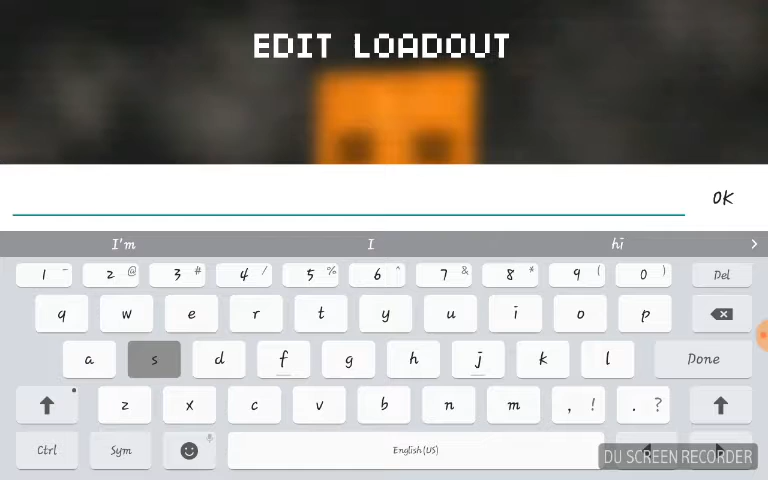 EDIT LOADOUT
OK
I'm I hi >
1 - 2 @ 3 # 4 / 5 % 6 ^ 7 & 8 * 9 ( 0 ) Del
q w e r t y u i o p
a s d f g h j k l Done
z x c v b n m , ! . ?
Ctrl Sym English(US)
DU SCREEN RECORDER